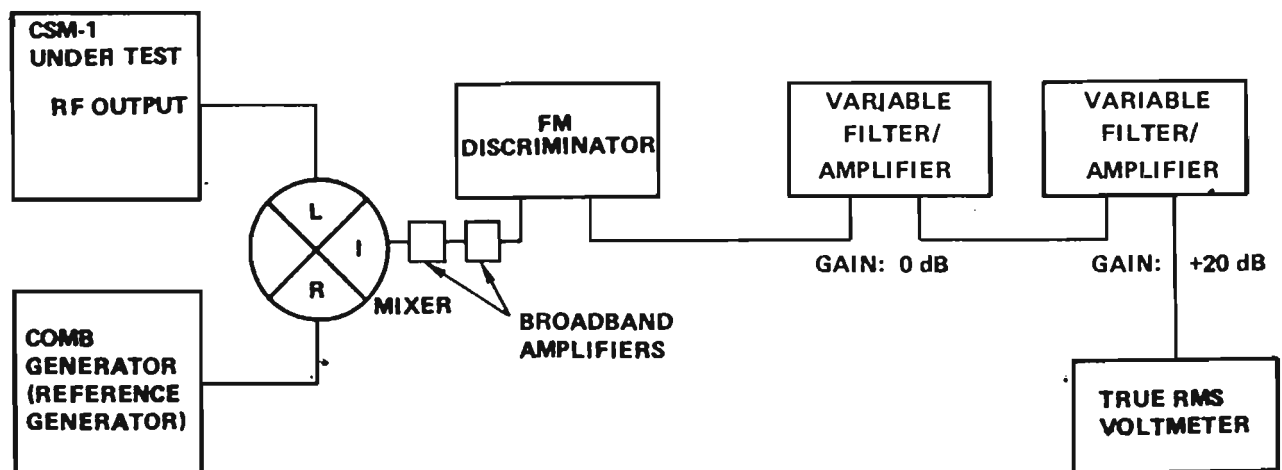 CSM-1
UNDER TEST
RF OUTPUT
FM
DISCRIMINATOR
VARIABLE
FILTER/
AMPLIFIER
VARIABLE
FILTER/
AMPLIFIER
L
I
R
MIXER
GAIN: 0 dB
GAIN: +20 dB
BROADBAND
AMPLIFIERS
COMB
GENERATOR
(REFERENCE
GENERATOR)
TRUE RMS
VOLTMETER